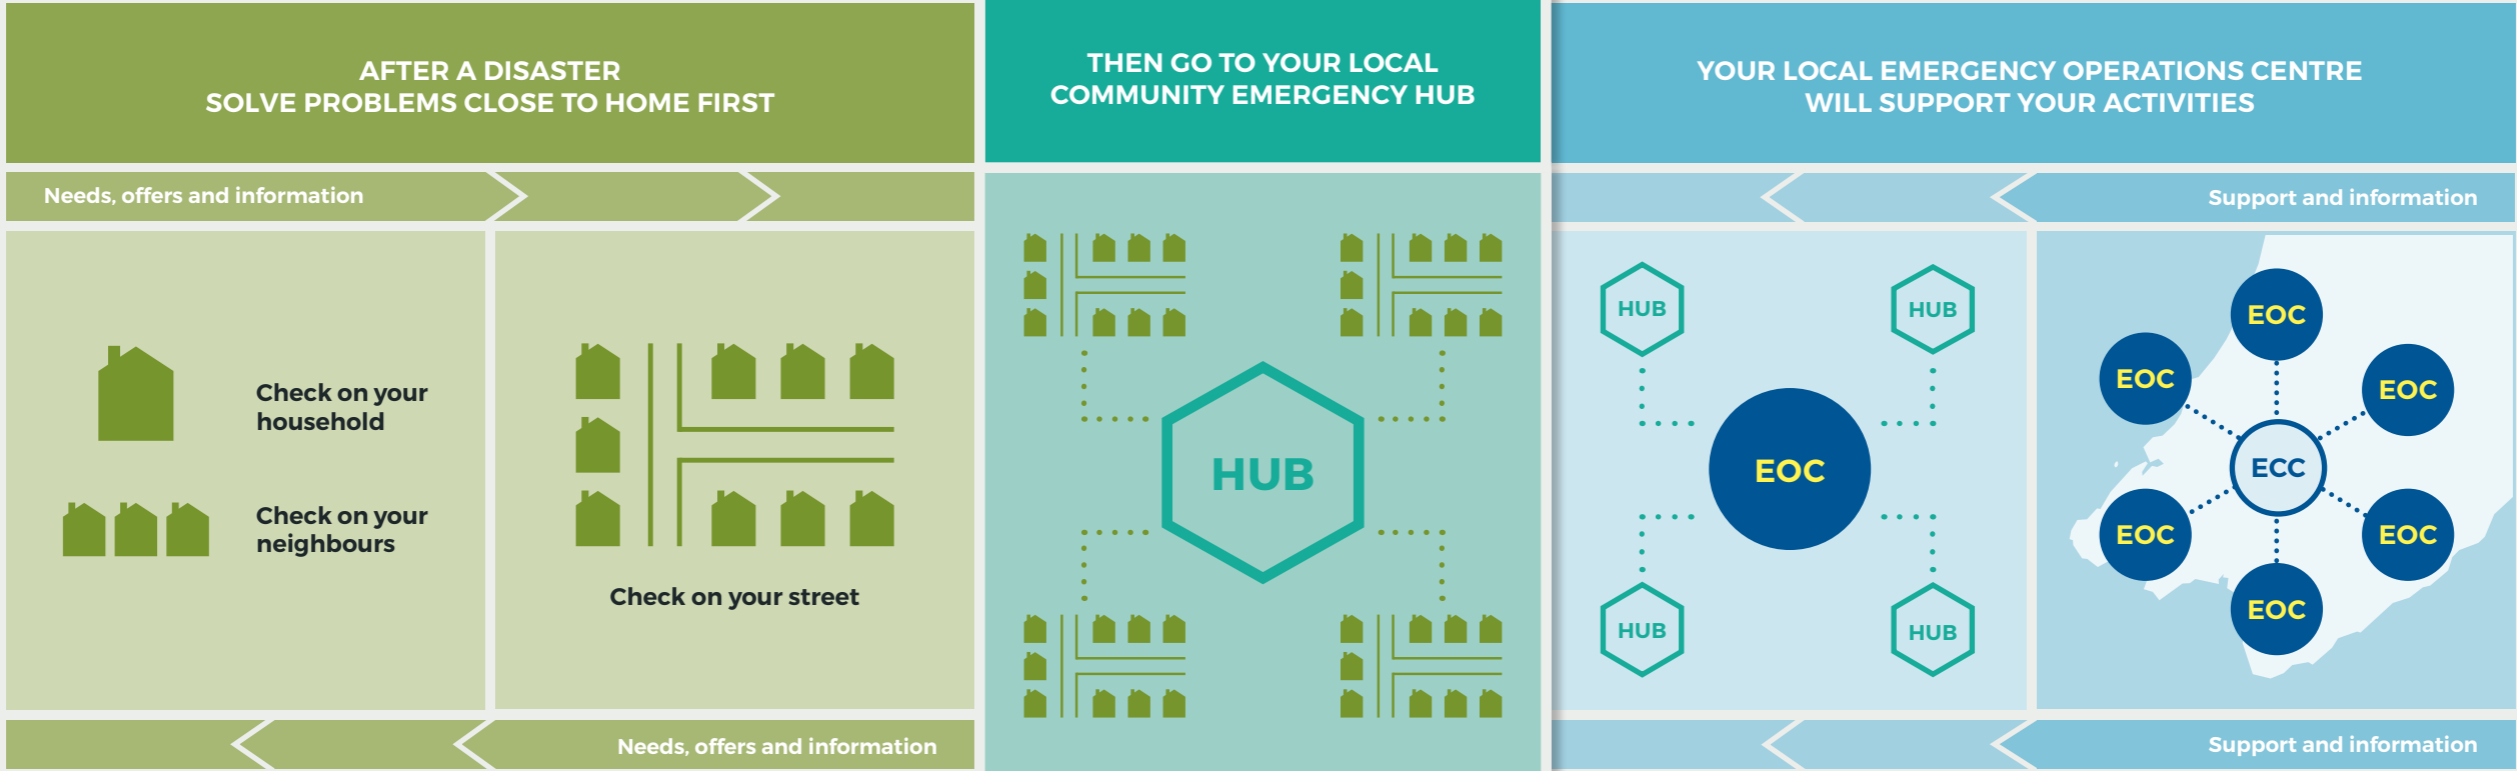 AFTER A DISASTER
SOLVE PROBLEMS CLOSE TO HOME FIRST
THEN GO TO YOUR LOCAL
COMMUNITY EMERGENCY HUB
YOUR LOCAL EMERGENCY OPERATIONS CENTRE
WILL SUPPORT YOUR ACTIVITIES
Needs, offers and information
Support and information
Check on your
household
Check on your
neighbours
Check on your street
HUB
HUB
HUB
EOC
HUB
HUB
EOC
EOC
EOC
ECC
EOC
EOC
EOC
Needs, offers and information
Support and information